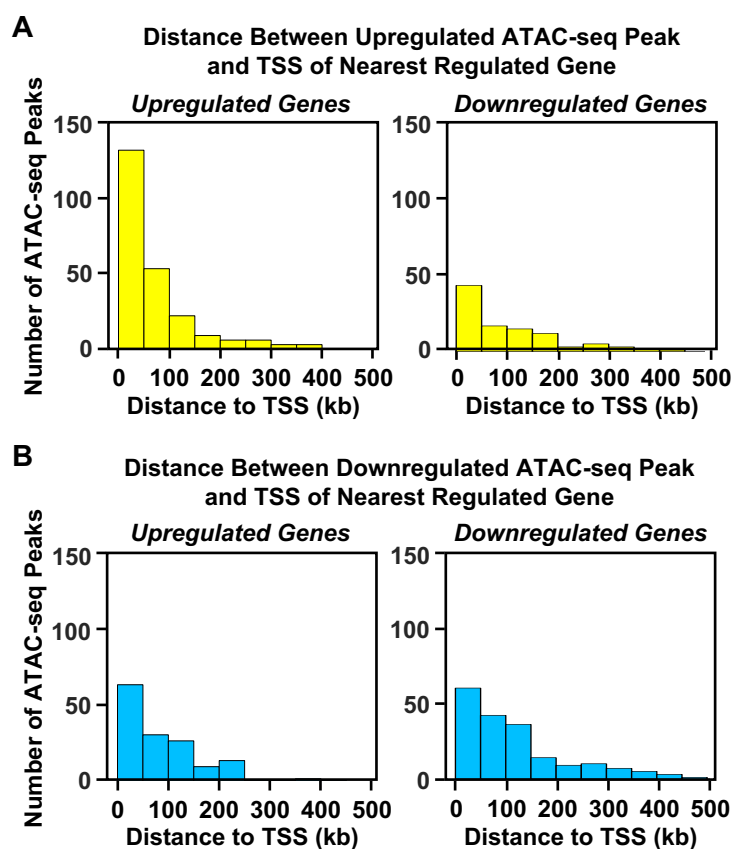 A
Distance Between Upregulated ATAC-seq Peak
and TSS of Nearest Regulated Gene
Upregulated Genes
Downregulated Genes
Number of ATAC-seq Peaks
150
100
50
0
0 100 200 300 400 500
Distance to TSS (kb)
150
100
50
0
0 100 200 300 400 500
Distance to TSS (kb)
B
Distance Between Downregulated ATAC-seq Peak
and TSS of Nearest Regulated Gene
Upregulated Genes
Downregulated Genes
Number of ATAC-seq Peaks
150
100
50
0
0 100 200 300 400 500
Distance to TSS (kb)
150
100
50
0
0 100 200 300 400 500
Distance to TSS (kb)